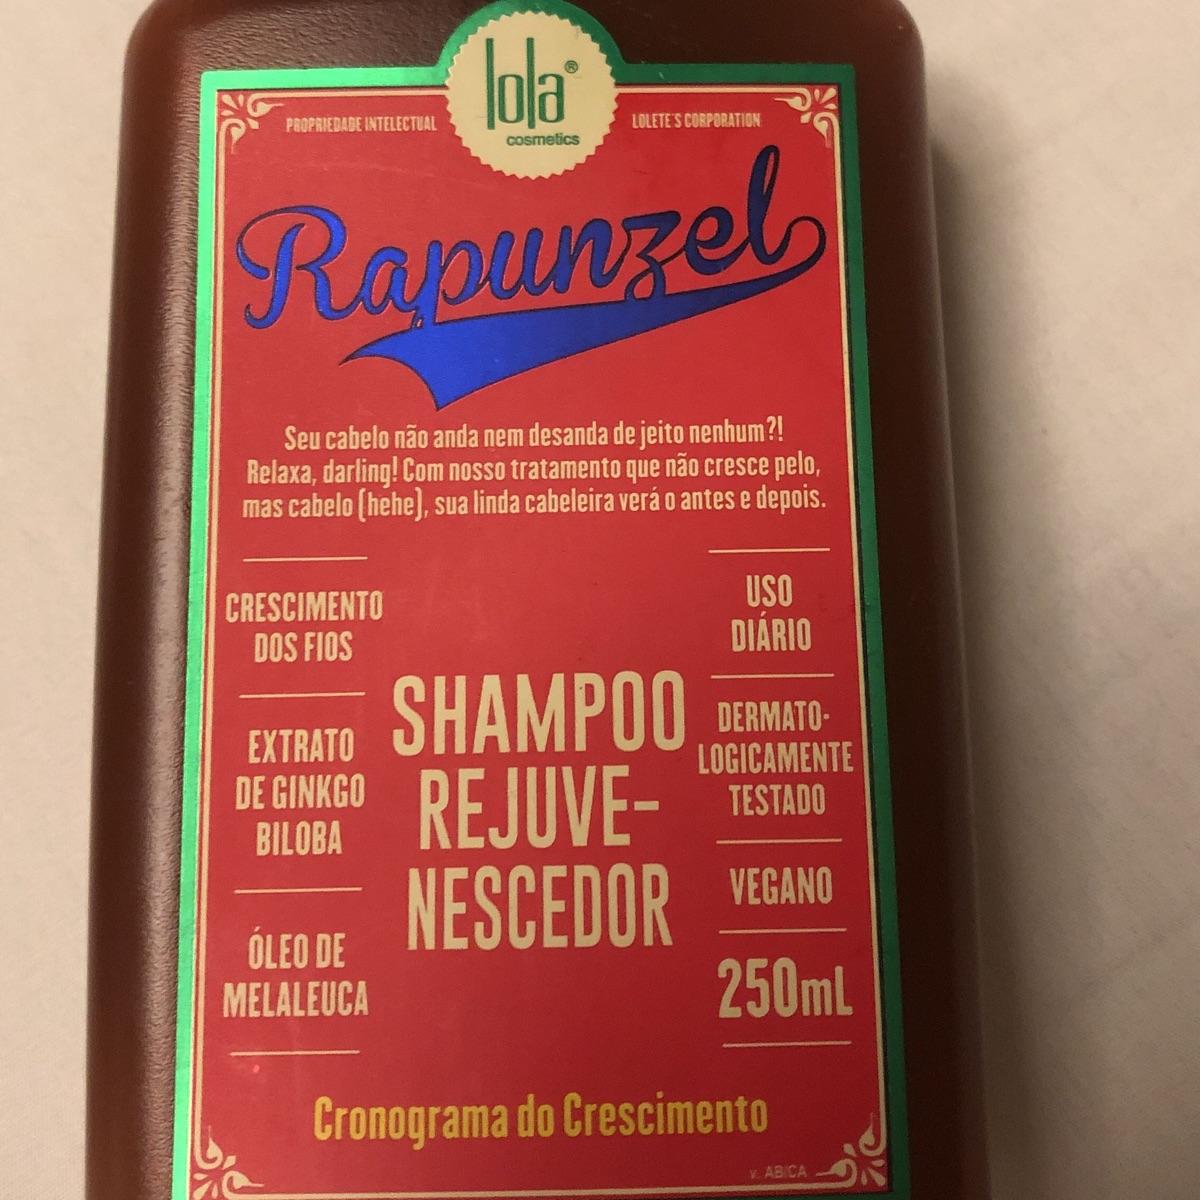 lola®
cosmetics
PROPRIEDADE INTELECTUAL
LOLETE'S CORPORATION
Rapunzel
Seu cabelo não anda nem desanda de jeito nenhum?!
Relaxa, darling! Com nosso tratamento que não cresce pelo,
mas cabelo (hehe), sua linda cabeleira verá o antes e depois.
CRESCIMENTO
DOS FIOS
EXTRATO
DE GINKGO
BILOBA
ÓLEO DE
MELALEUCA
SHAMPOO
REJUVE-
NESCEDOR
USO
DIÁRIO
DERMATO-
LOGICAMENTE
TESTADO
VEGANO
250mL
Cronograma do Crescimento
v. ABICA